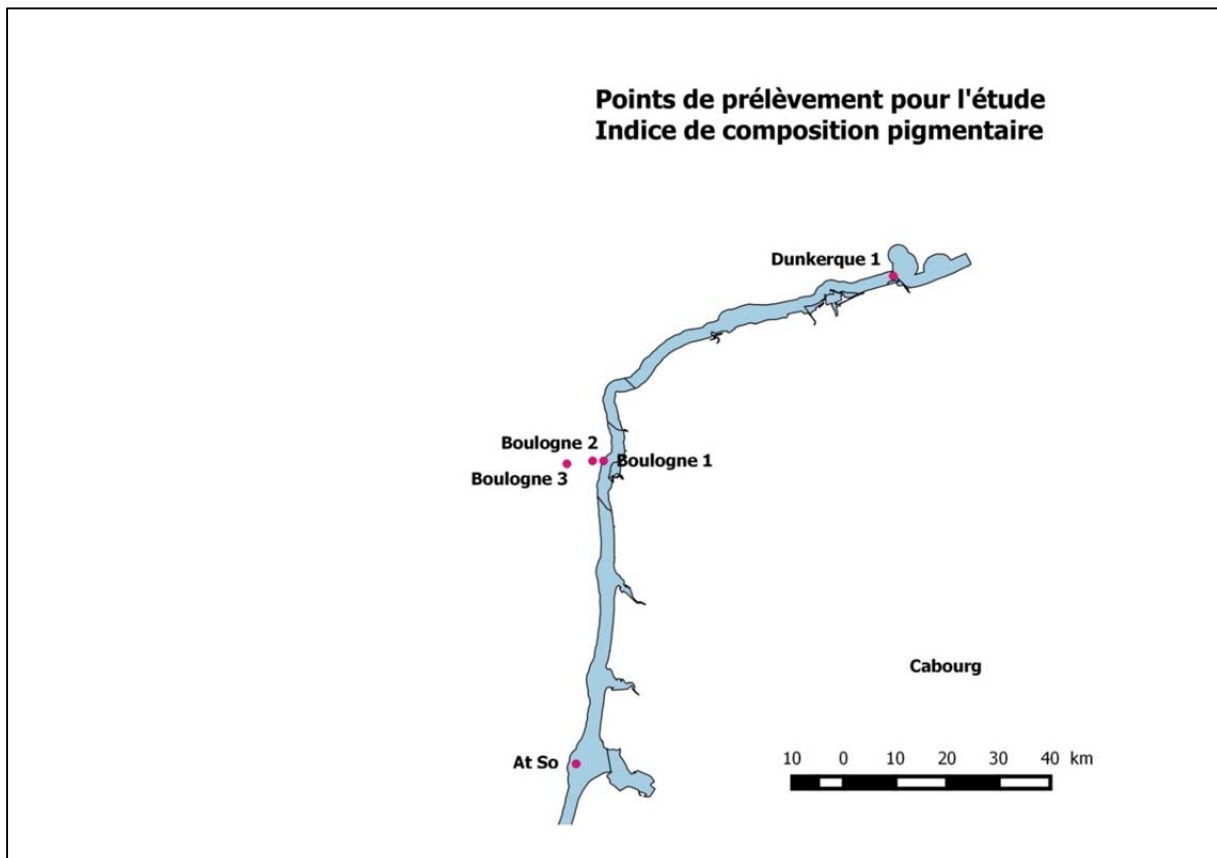 Points de prélèvement pour l'étude
Indice de composition pigmentaire
Dunkerque 1
Boulogne 2
Boulogne 1
Boulogne 3
Cabourg
At So
10 0 10 20 30 40 km